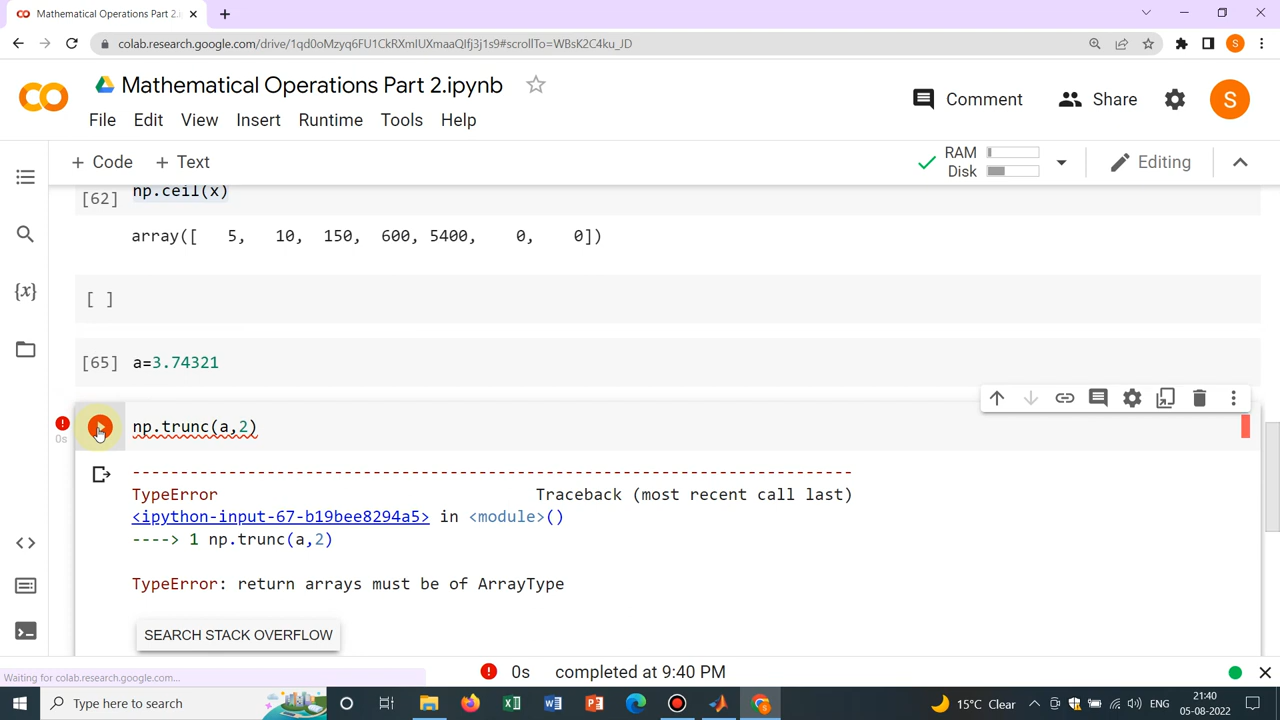 Mathematical Operations Part 2.i
colab.research.google.com/drive/1qd0oMzyq6FU1CkRXmIUXmaaQIfj3j1s9#scrollTo=WBsK2C4ku_JD
S
Mathematical Operations Part 2.ipynb
Comment
Share
S
File Edit View Insert Runtime Tools Help
+ Code + Text
RAM
Disk
Editing
[62] np.ceil(x)
array([ 5, 10, 150, 600, 5400, 0, 0])
[ ]
{x}
[65] a=3.74321
np.trunc(a,2)
0s
---------------------------------------------------------------------------
TypeError Traceback (most recent call last)
<ipython-input-67-b19bee8294a5> in <module>()
----> 1 np.trunc(a,2)
TypeError: return arrays must be of ArrayType
SEARCH STACK OVERFLOW
Waiting for colab.research.google.com...
0s completed at 9:40 PM
Type here to search
15°C Clear
ENG
21:40
05-08-2022